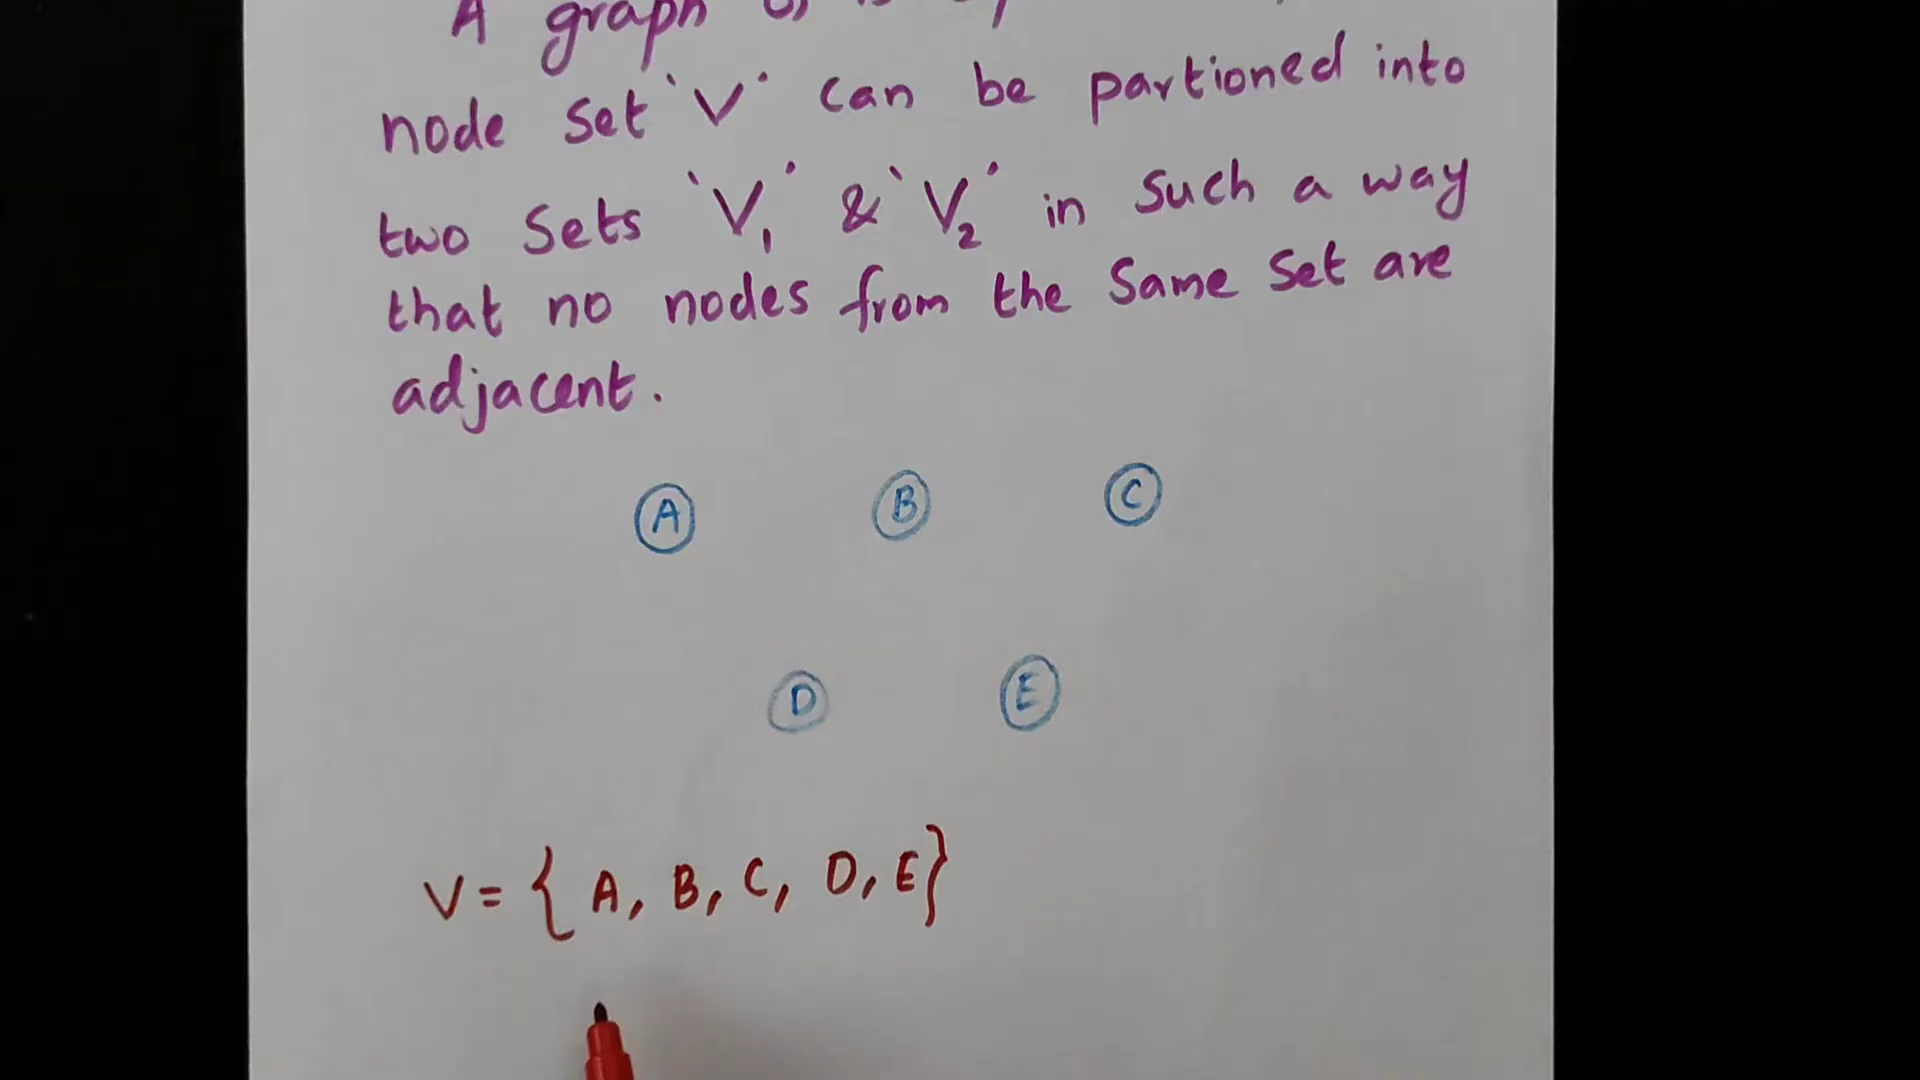 A graph
node set 'V' can be partioned into
two sets 'V₁' & 'V₂' in such a way
that no nodes from the same set are
adjacent.
A B C
D E
V = { A, B, C, D, E}